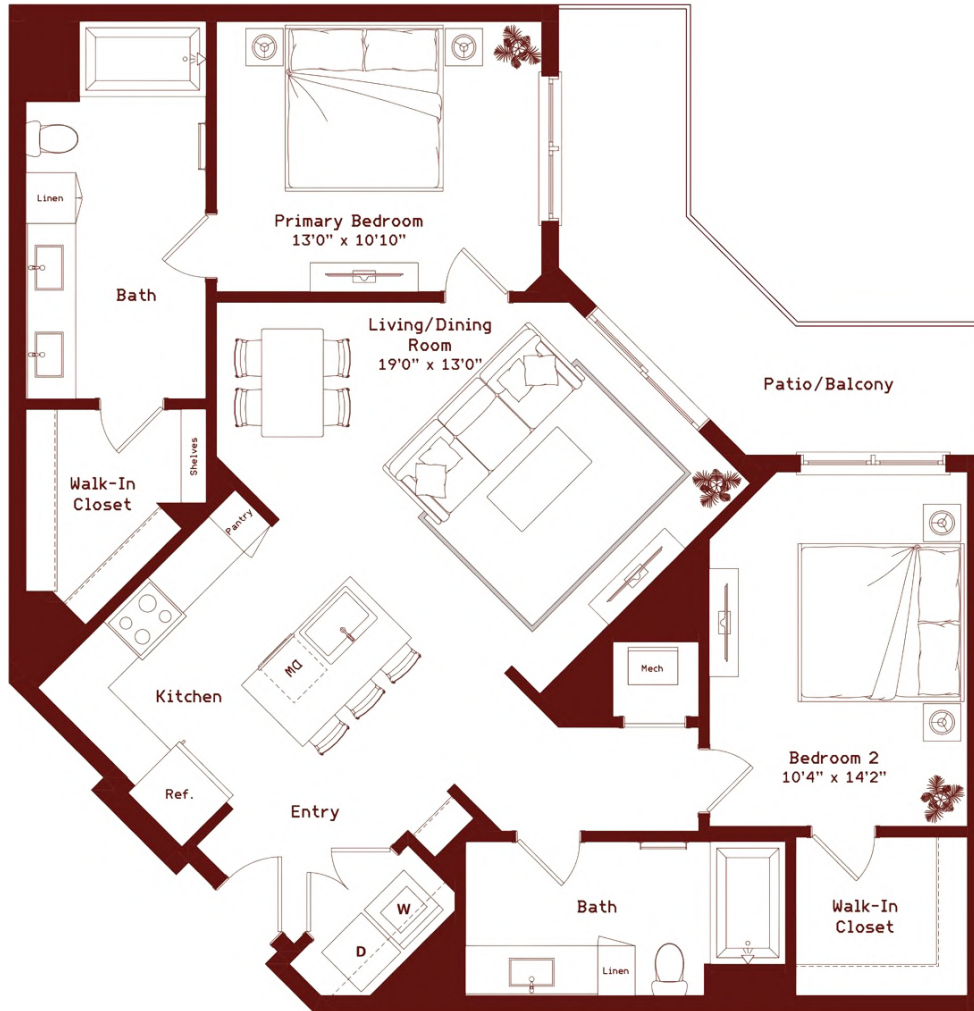 Linen
Primary Bedroom
13'0" x 10'10"
Bath
Living/Dining
Room
19'0" x 13'0"
Patio/Balcony
Shelves
Walk-In
Closet
Pantry
DW
Mech
Kitchen
Bedroom 2
10'4" x 14'2"
Ref.
Entry
W
D
Bath
Linen
Walk-In
Closet